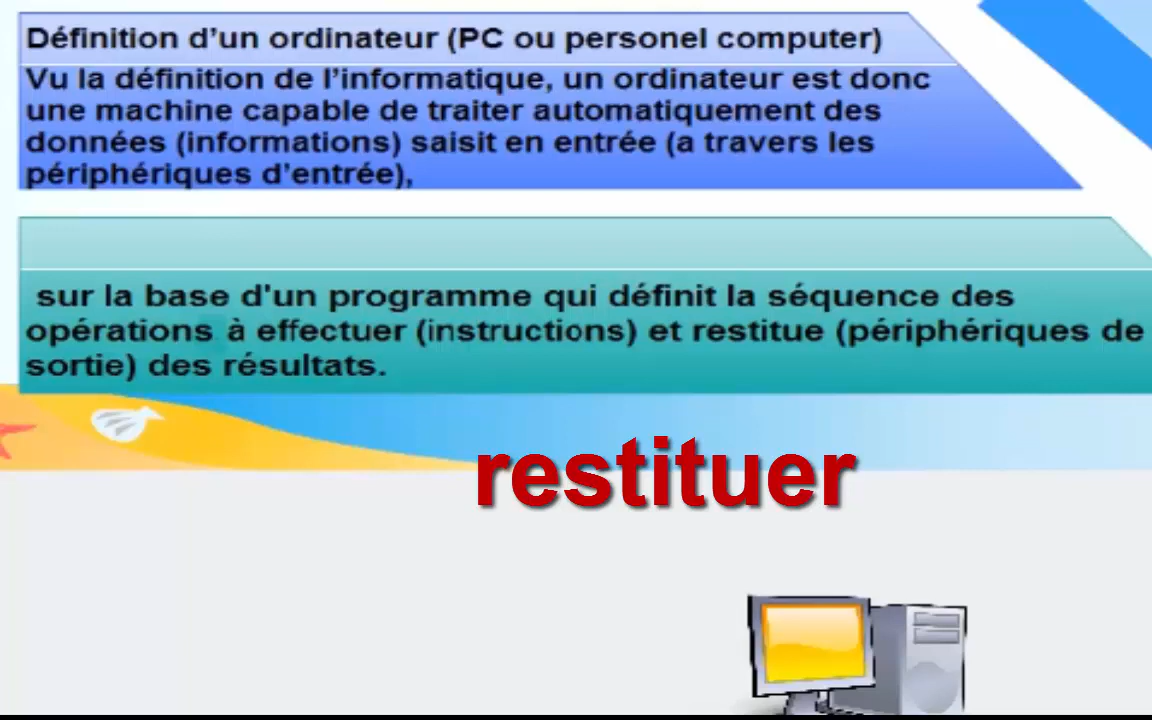 Définition d’un ordinateur (PC ou personel computer)
Vu la définition de l’informatique, un ordinateur est donc
une machine capable de traiter automatiquement des
données (informations) saisit en entrée (a travers les
périphériques d’entrée),
sur la base d'un programme qui définit la séquence des
opérations à effectuer (instructions) et restitue (périphériques de
sortie) des résultats.
restituer